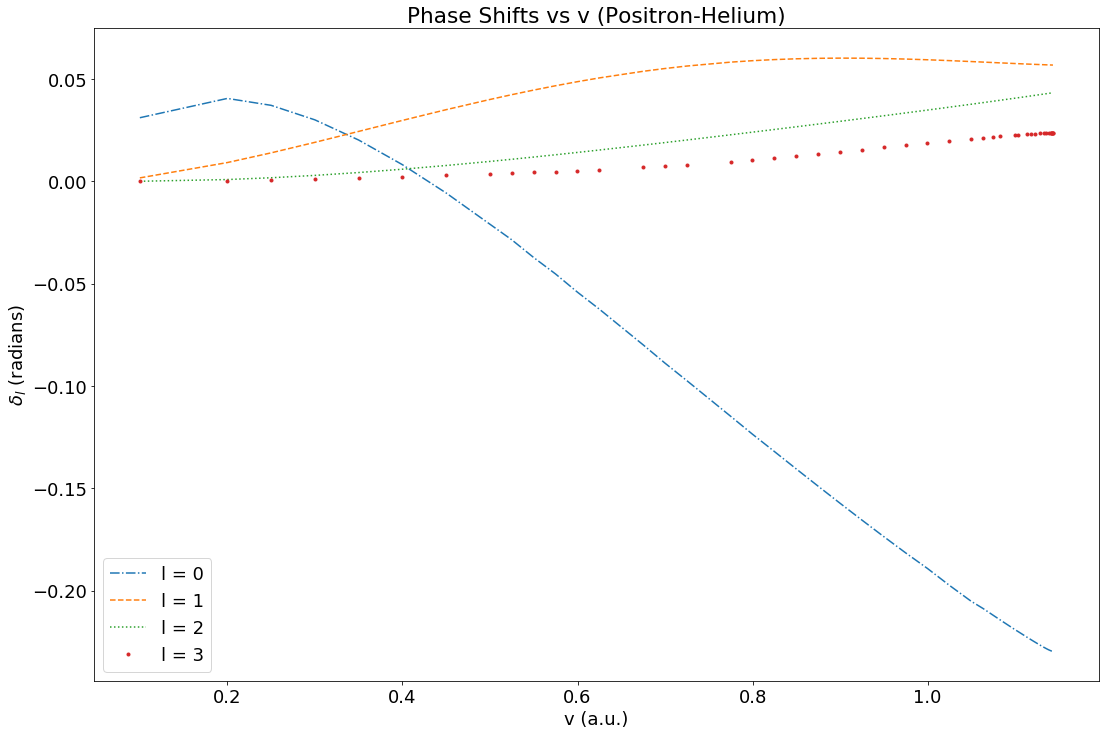 Phase Shifts vs v (Positron-Helium)
δ_l (radians)
0.05
0.00
−0.05
−0.10
−0.15
−0.20
l = 0
l = 1
l = 2
l = 3
0.2
0.4
0.6
0.8
1.0
v (a.u.)